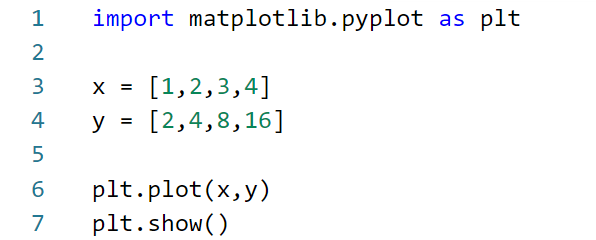 1 import matplotlib.pyplot as plt
2
3 x = [1,2,3,4]
4 y = [2,4,8,16]
5
6 plt.plot(x,y)
7 plt.show()